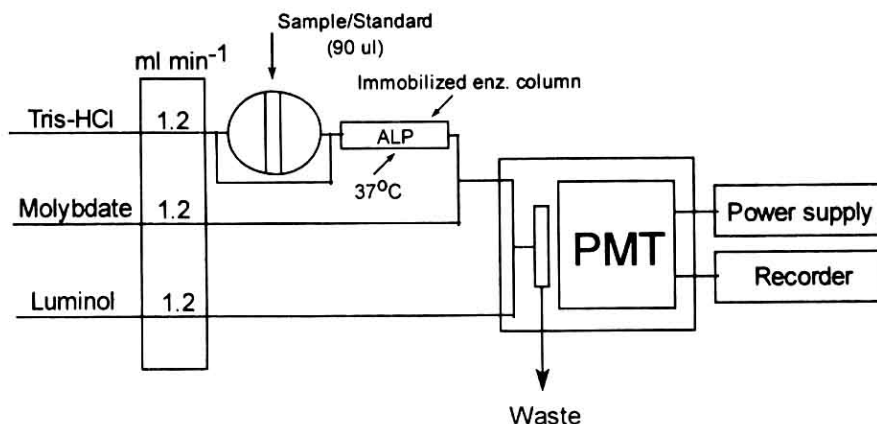 Sample/Standard
(90 ul)
ml min⁻¹
Immobilized enz. column
Tris-HCl
1.2
ALP
37°C
Molybdate
1.2
PMT
Power supply
Recorder
Luminol
1.2
Waste